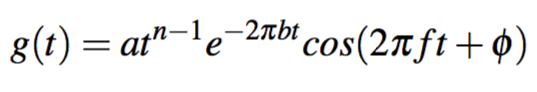 g(t) = at^{n−1}e^{−2πbt}cos(2πft + ϕ)